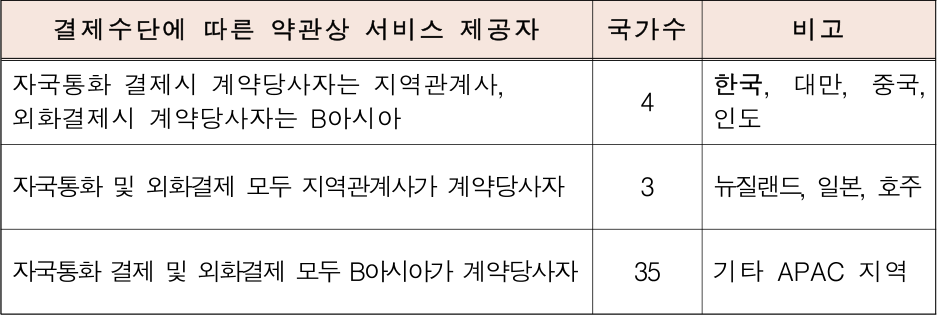 결제수단에 따른 약관상 서비스 제공자 국가수 비고
자국통화 결제시 계약당사자는 지역관계사,
외화결제시 계약당사자는 B아시아
4
한국, 대만, 중국,
인도
자국통화 및 외화결제 모두 지역관계사가 계약당사자 3 뉴질랜드, 일본, 호주
자국통화 결제 및 외화결제 모두 B아시아가 계약당사자 35 기타 APAC 지역